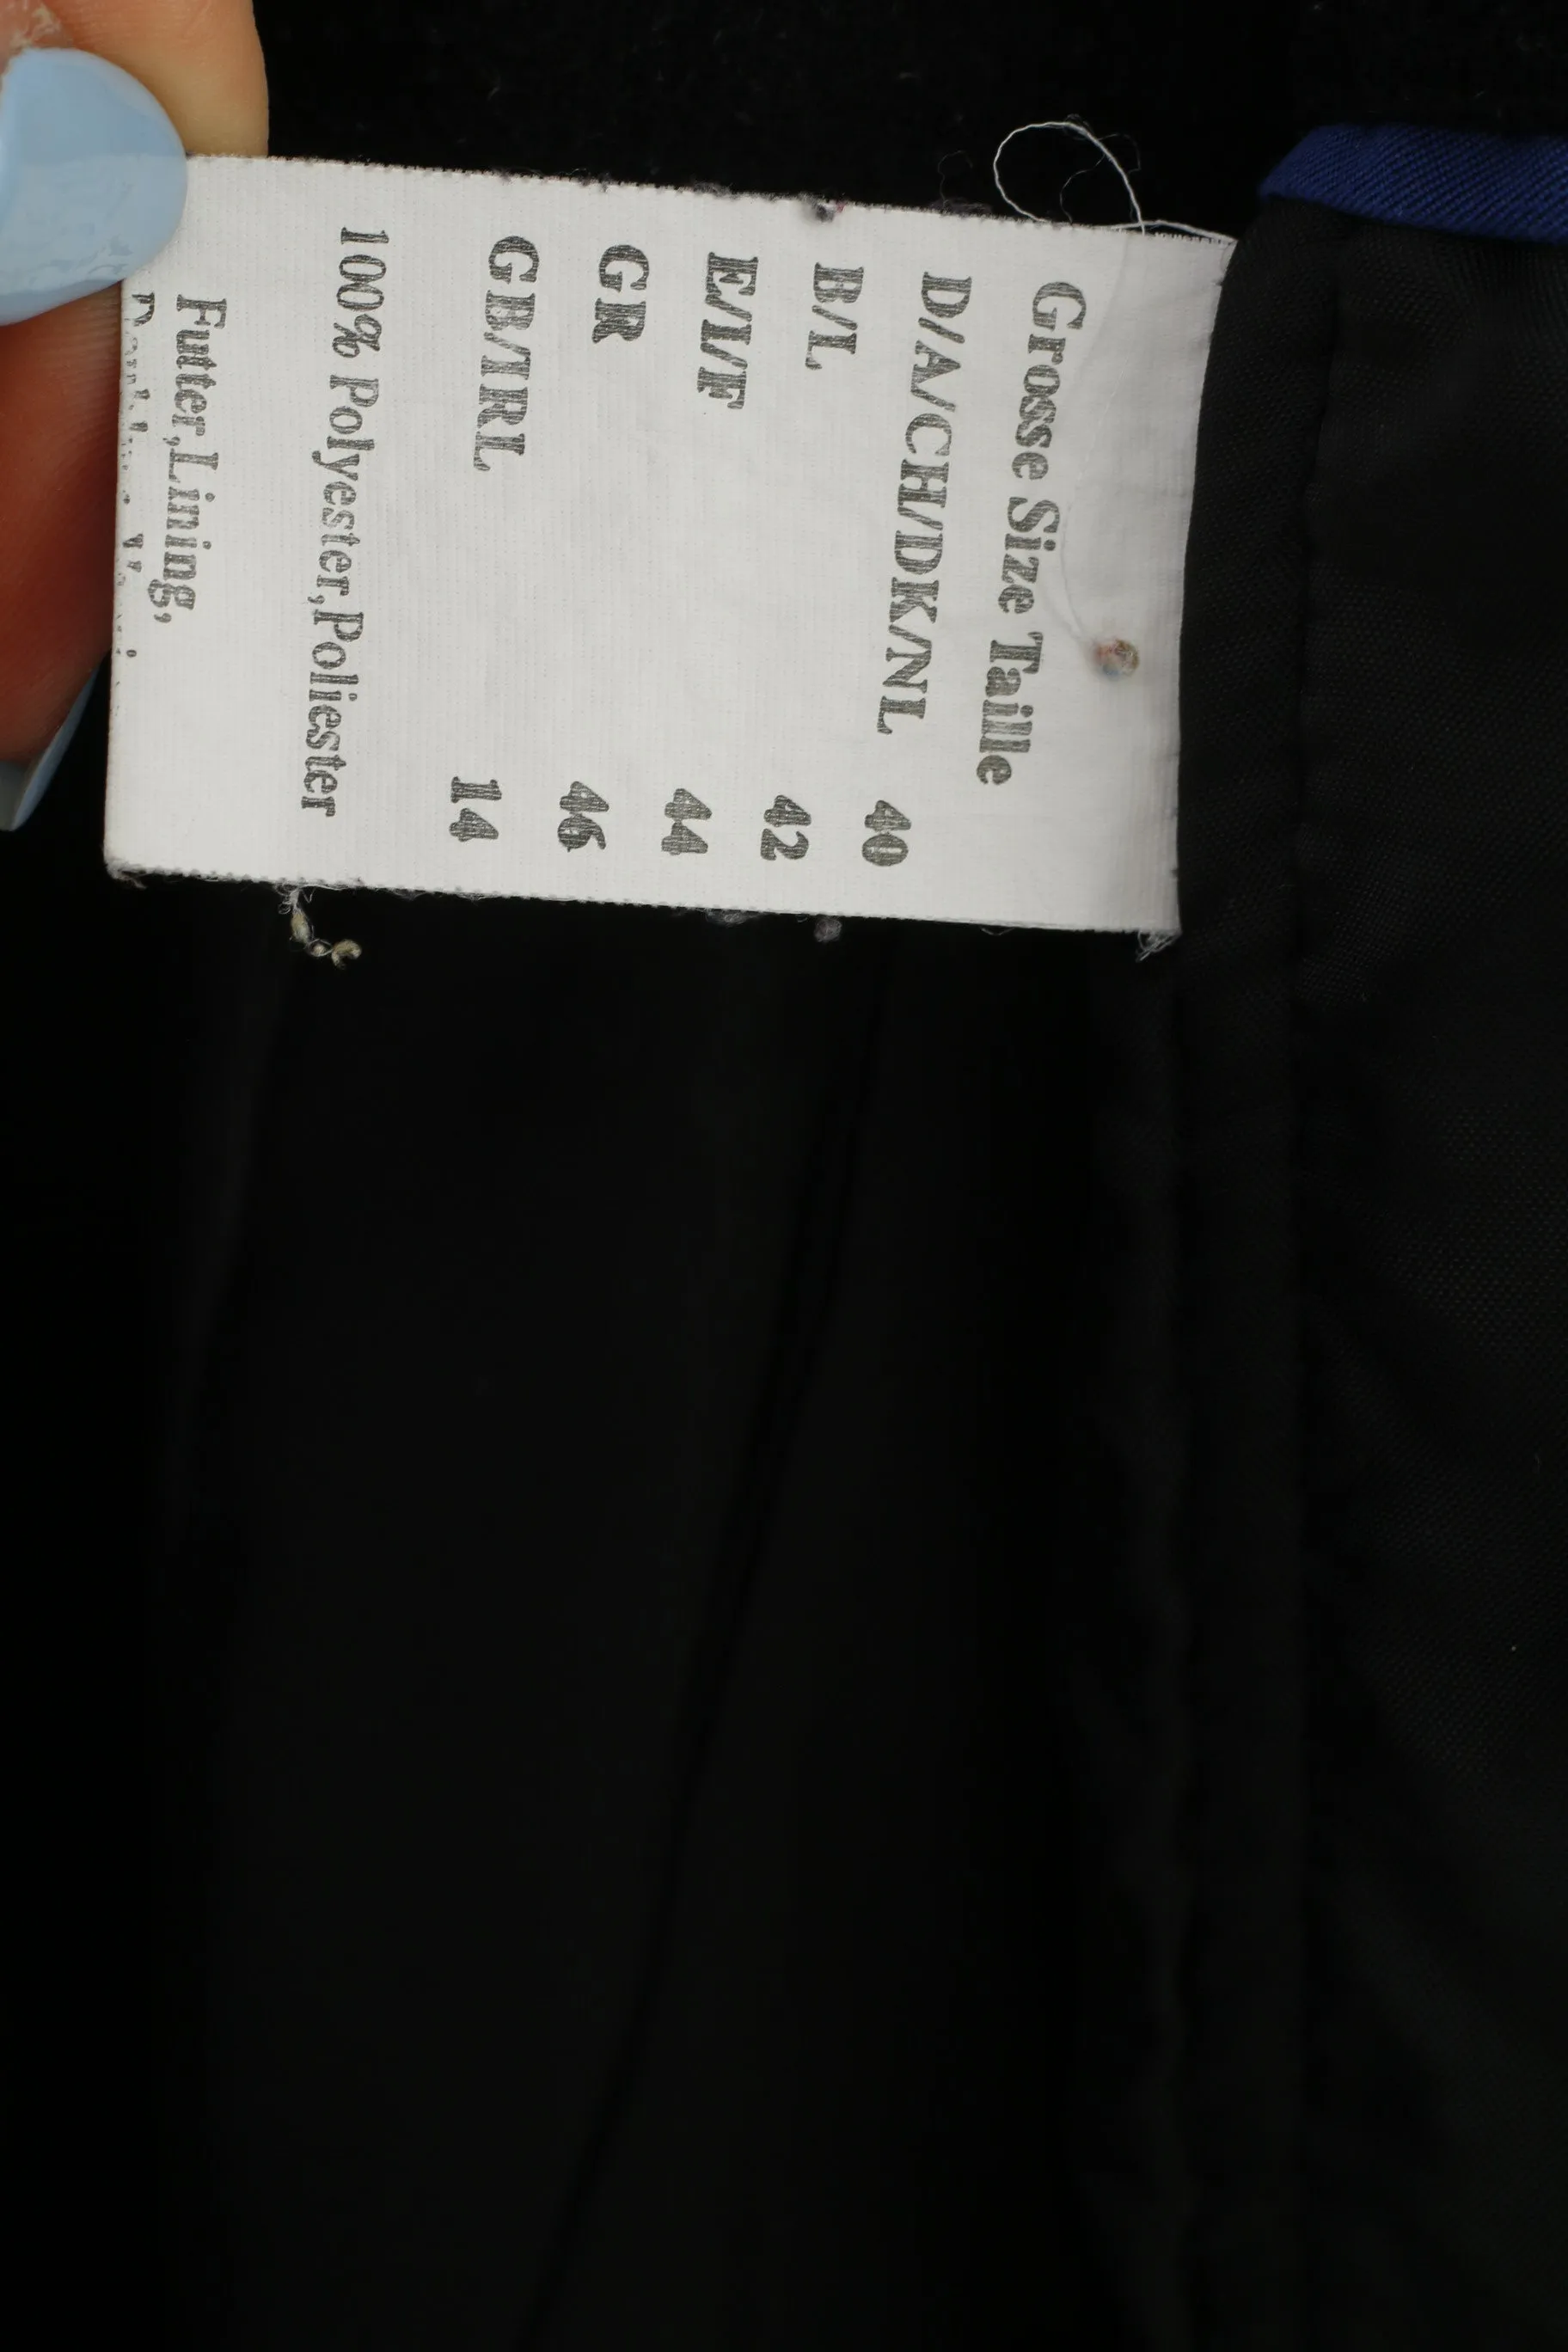 Grosse Size Taille
D/A/CH/DK/NL 40
B/L 42
E/I/F 44
GR 46
GB/IRL 14
100% Polyester,Poliester
Futter,Lining,